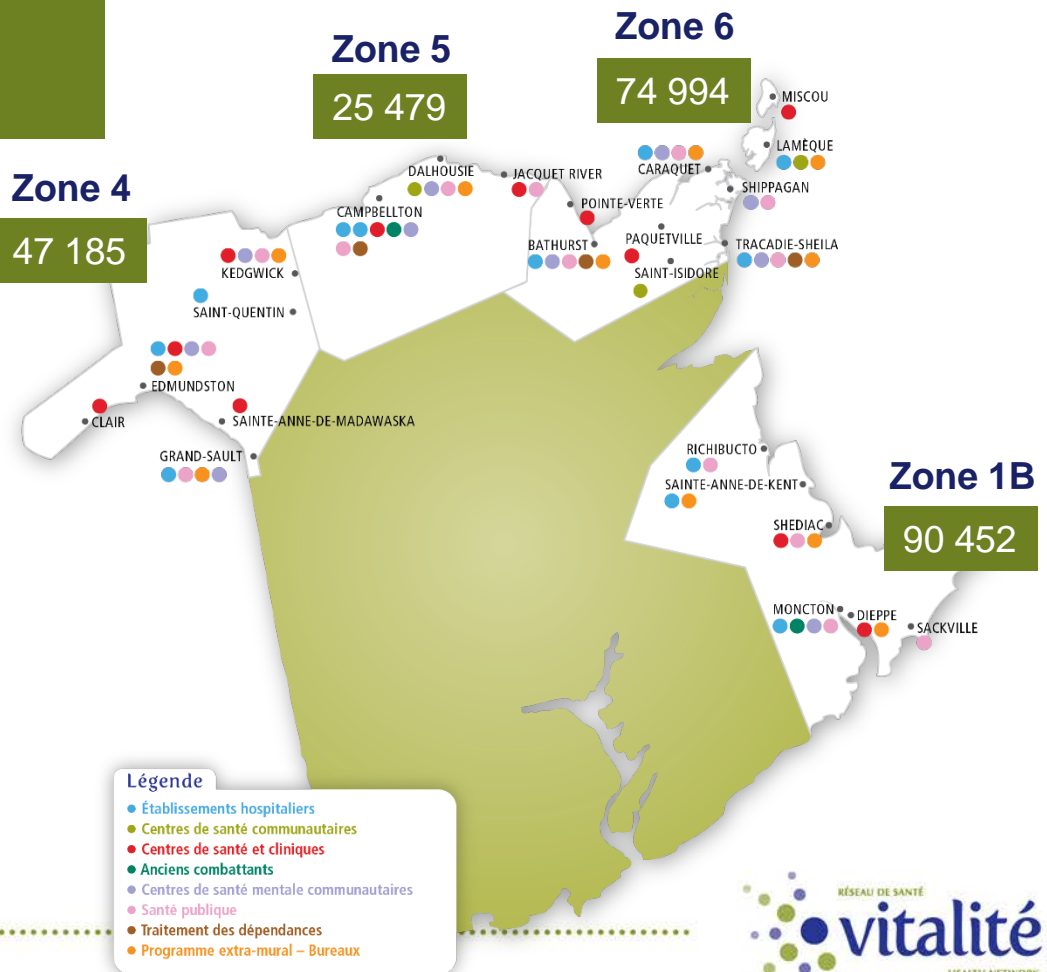 Zone 6
74 994
Zone 5
25 479
Zone 4
47 185
MISCOU
LAMÈQUE
CARAQUET
SHIPPAGAN
DALHOUSIE
JACQUET RIVER
CAMPBELLTON
POINTE-VERTE
PAQUETVILLE
BATHURST
TRACADIE-SHEILA
SAINT-ISIDORE
KEDGWICK
SAINT-QUENTIN
EDMUNDSTON
CLAIR
SAINTE-ANNE-DE-MADAWASKA
GRAND-SAULT
RICHIBUCTO
SAINTE-ANNE-DE-KENT
Zone 1B
90 452
SHEDIAC
MONCTON
DIEPPE
SACKVILLE
Légende
Établissements hospitaliers
Centres de santé communautaires
Centres de santé et cliniques
Anciens combattants
Centres de santé mentale communautaires
Santé publique
Traitement des dépendances
Programme extra-mural – Bureaux
RÉSEAU DE SANTÉ
vitalité
HEALTH NETWORK